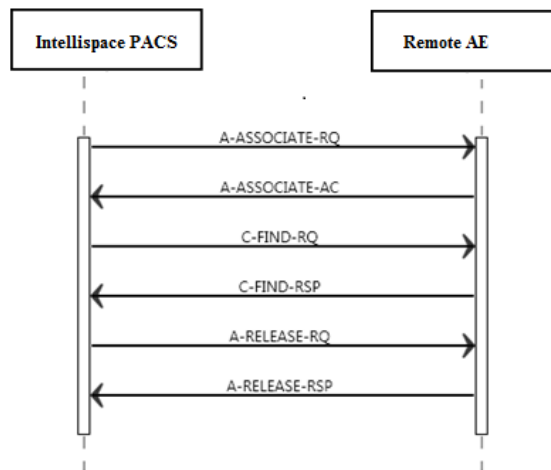 Intellispace PACS
Remote AE
A-ASSOCIATE-RQ
A-ASSOCIATE-AC
C-FIND-RQ
C-FIND-RSP
A-RELEASE-RQ
A-RELEASE-RSP